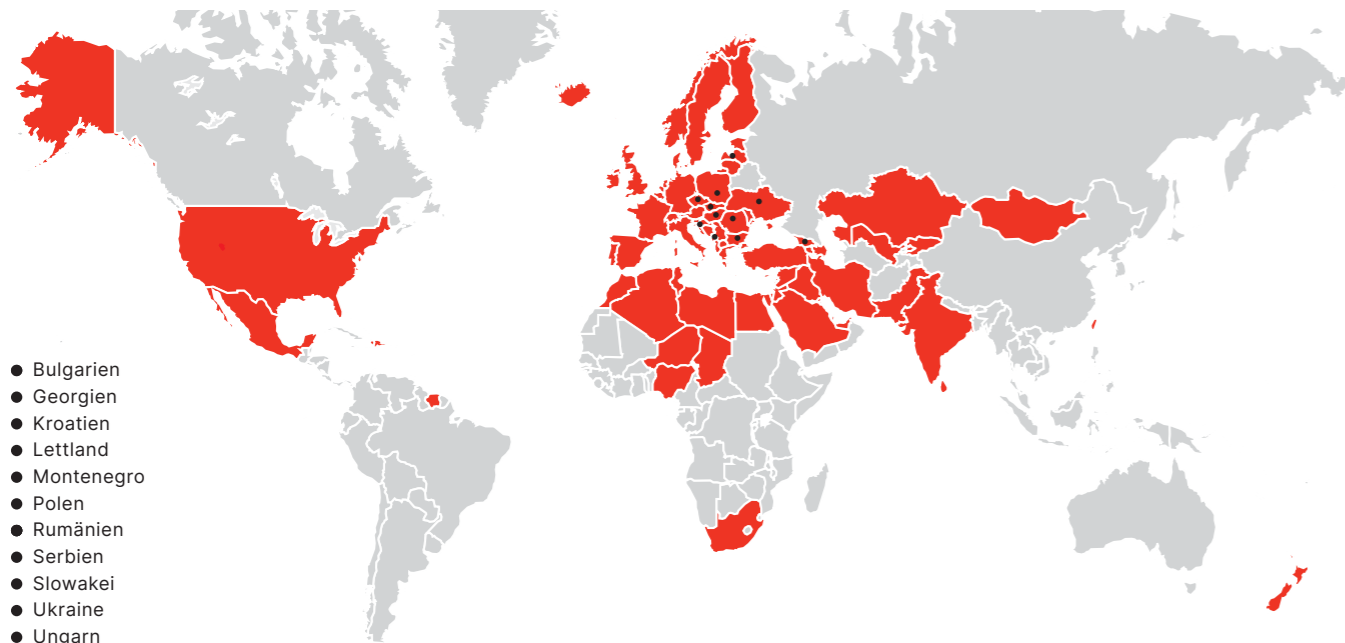 Bulgarien
Georgien
Kroatien
Lettland
Montenegro
Polen
Rumänien
Serbien
Slowakei
Ukraine
Ungarn